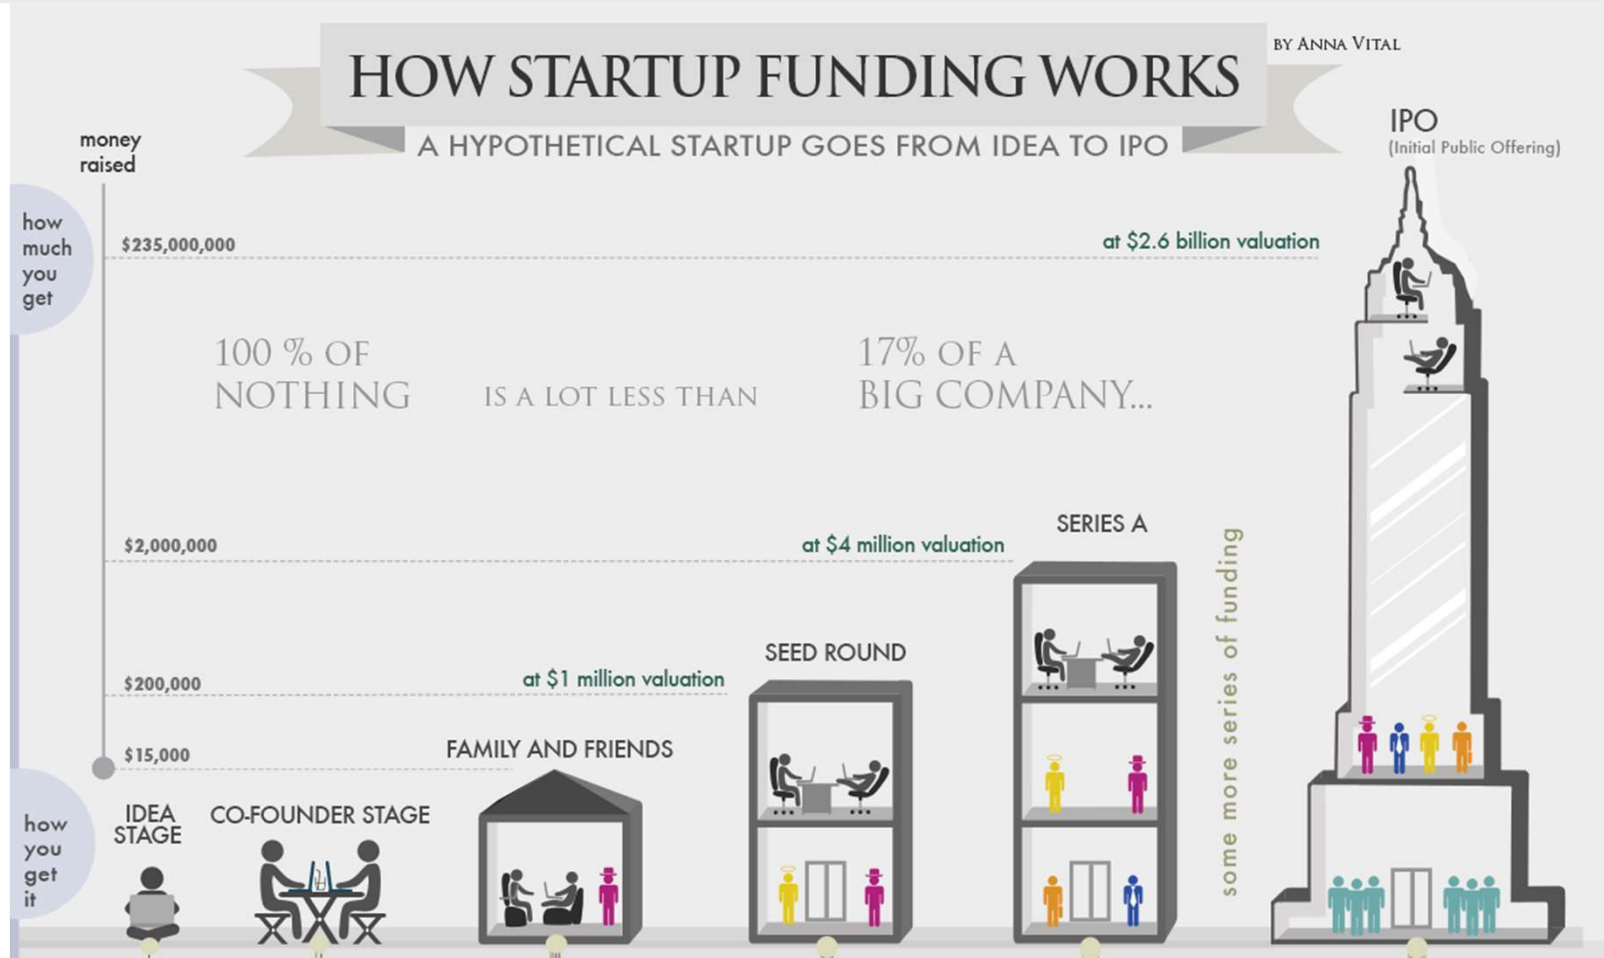 HOW STARTUP FUNDING WORKS
BY ANNA VITAL
A HYPOTHETICAL STARTUP GOES FROM IDEA TO IPO
IPO
(Initial Public Offering)
money
raised
how
much
you
get
$235,000,000
at $2.6 billion valuation
100 % OF
NOTHING
IS A LOT LESS THAN
17% OF A
BIG COMPANY...
SERIES A
$2,000,000
at $4 million valuation
some more series of funding
SEED ROUND
$200,000
at $1 million valuation
FAMILY AND FRIENDS
$15,000
IDEA
STAGE
CO-FOUNDER STAGE
how
you
get
it